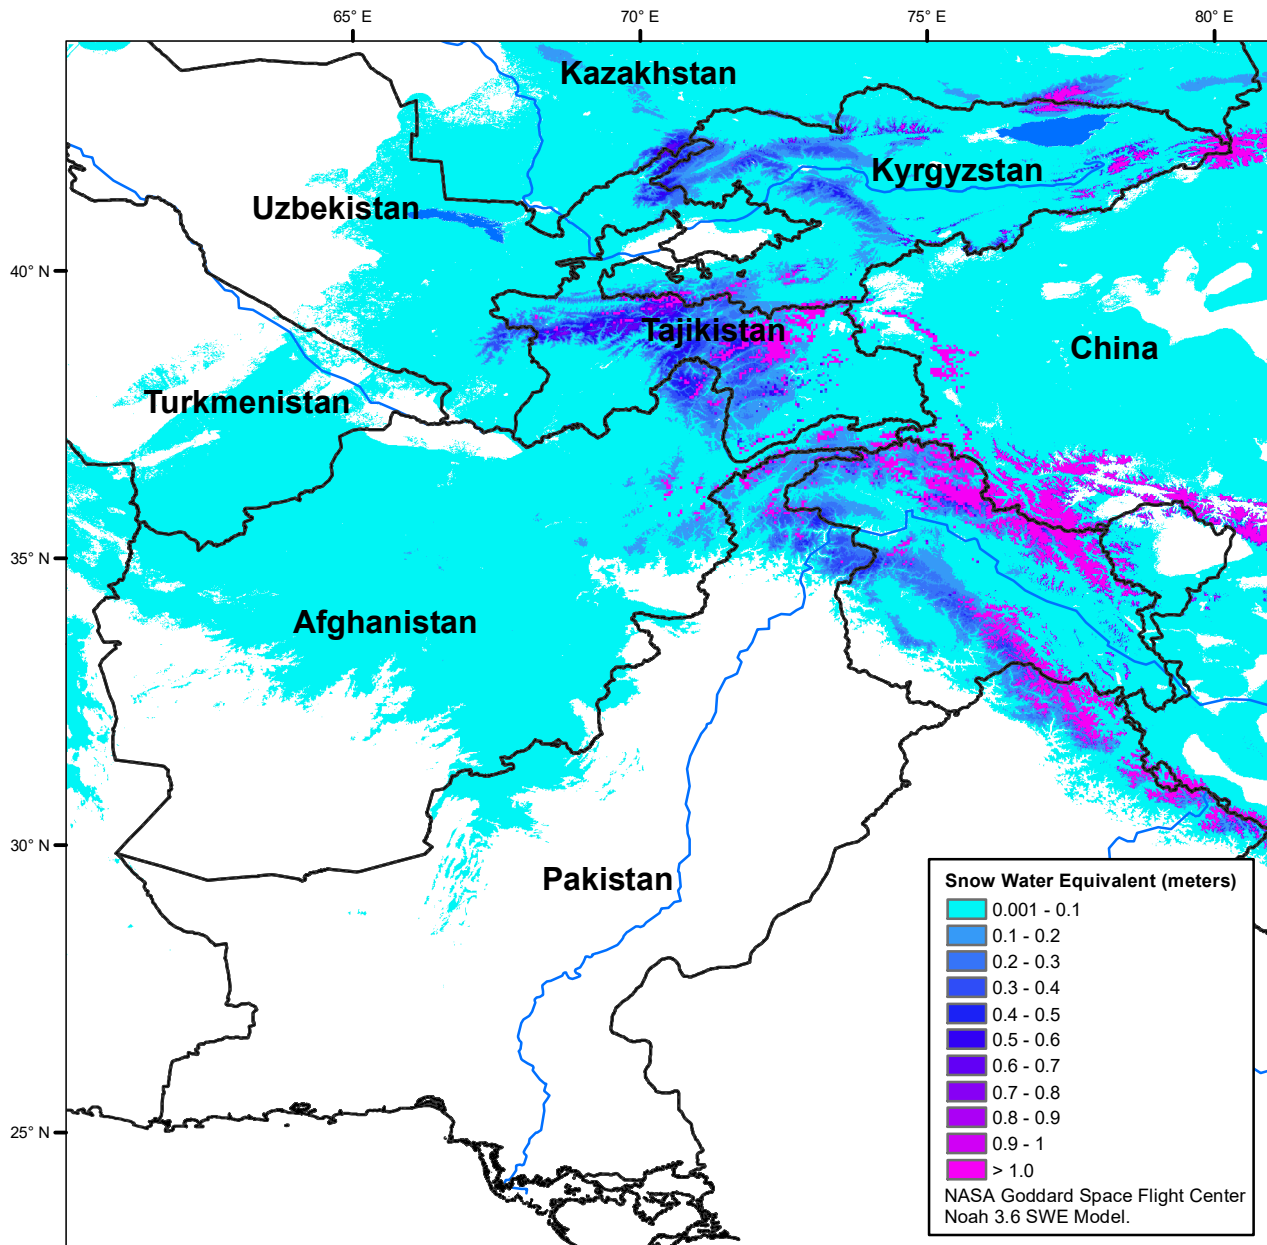 65° E 70° E 75° E 80° E
Kazakhstan
Kyrgyzstan
Uzbekistan
40° N
Tajikistan
China
Turkmenistan
35° N
Afghanistan
30° N
Pakistan
25° N
Snow Water Equivalent (meters)
0.001 - 0.1
0.1 - 0.2
0.2 - 0.3
0.3 - 0.4
0.4 - 0.5
0.5 - 0.6
0.6 - 0.7
0.7 - 0.8
0.8 - 0.9
0.9 - 1
> 1.0
NASA Goddard Space Flight Center
Noah 3.6 SWE Model.